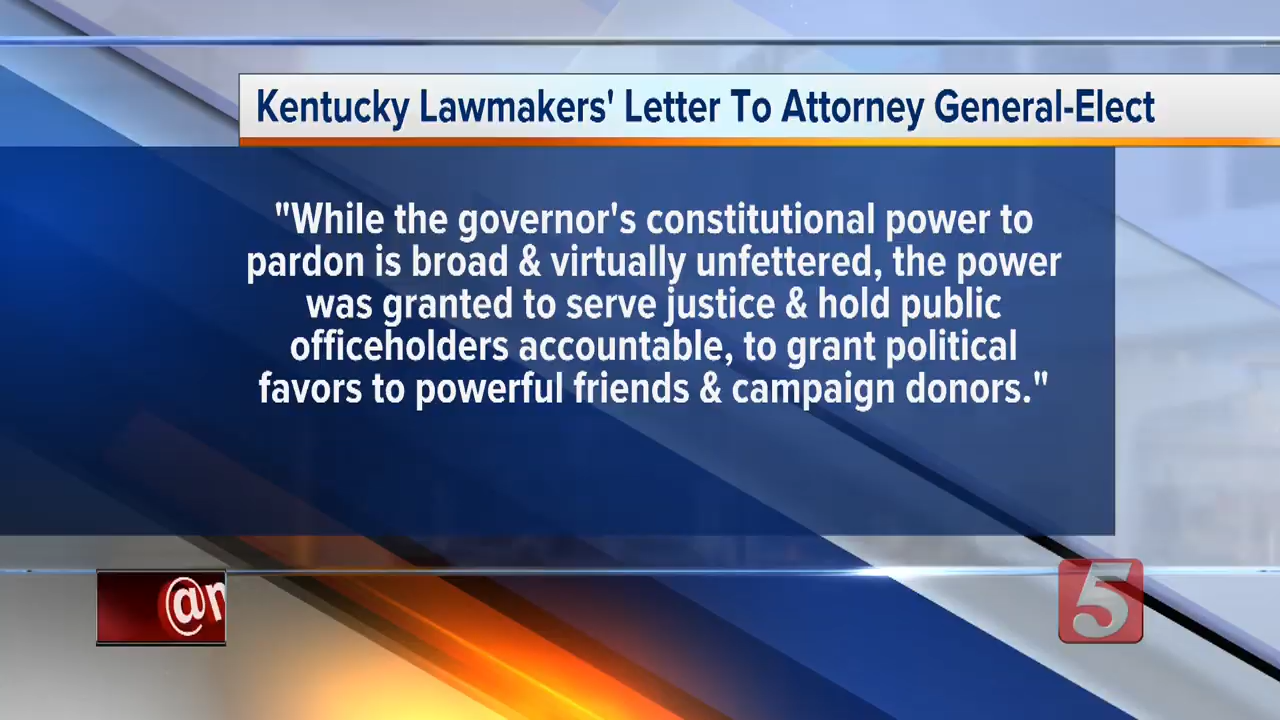 Kentucky Lawmakers' Letter To Attorney General-Elect
"While the governor's constitutional power to
pardon is broad & virtually unfettered, the power
was granted to serve justice & hold public
officeholders accountable, to grant political
favors to powerful friends & campaign donors."
@n
5